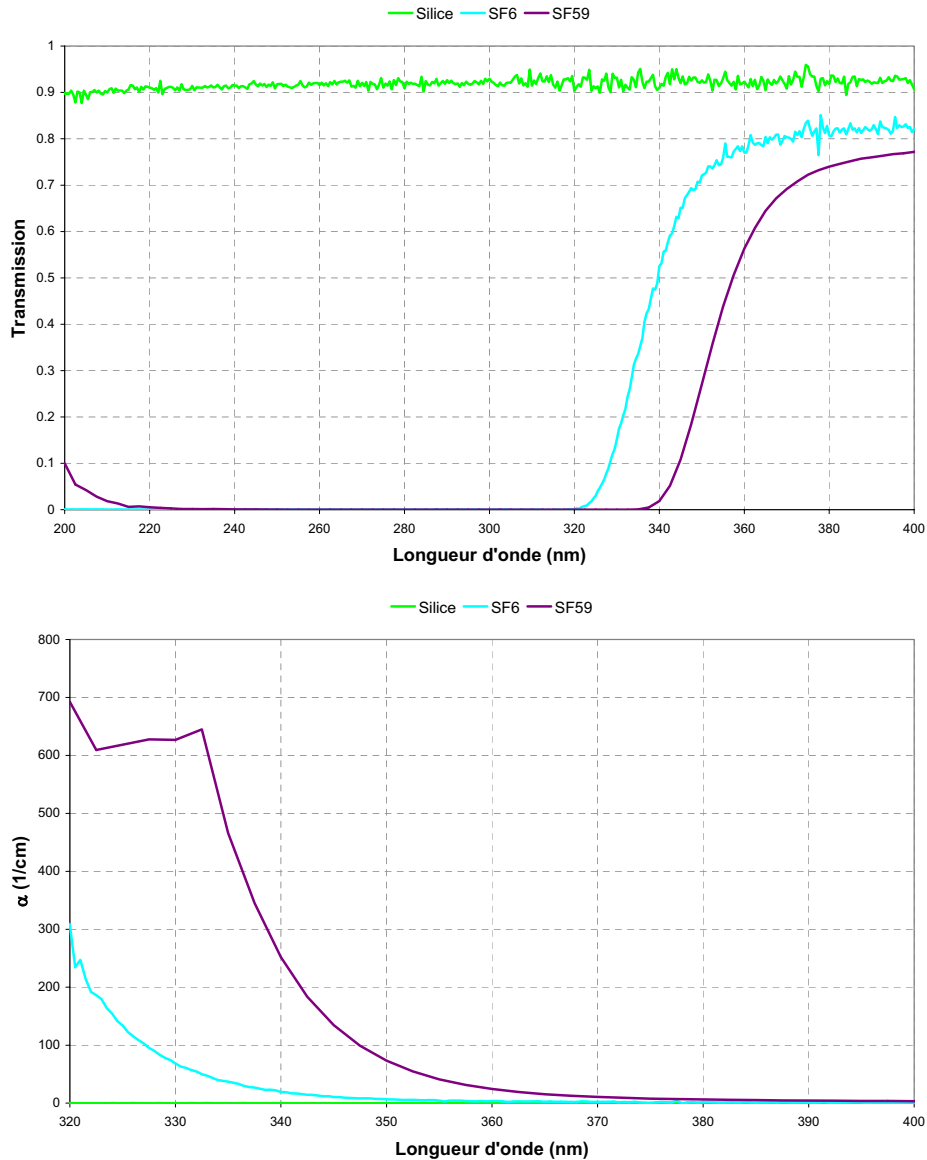 Silice SF6 SF59
1
0.9
0.8
0.7
0.6
0.5
0.4
0.3
0.2
0.1
0
Transmission
200 220 240 260 280 300 320 340 360 380 400
Longueur d'onde (nm)
Silice SF6 SF59
800
700
600
500
400
300
200
100
0
α (1/cm)
320 330 340 350 360 370 380 390 400
Longueur d'onde (nm)